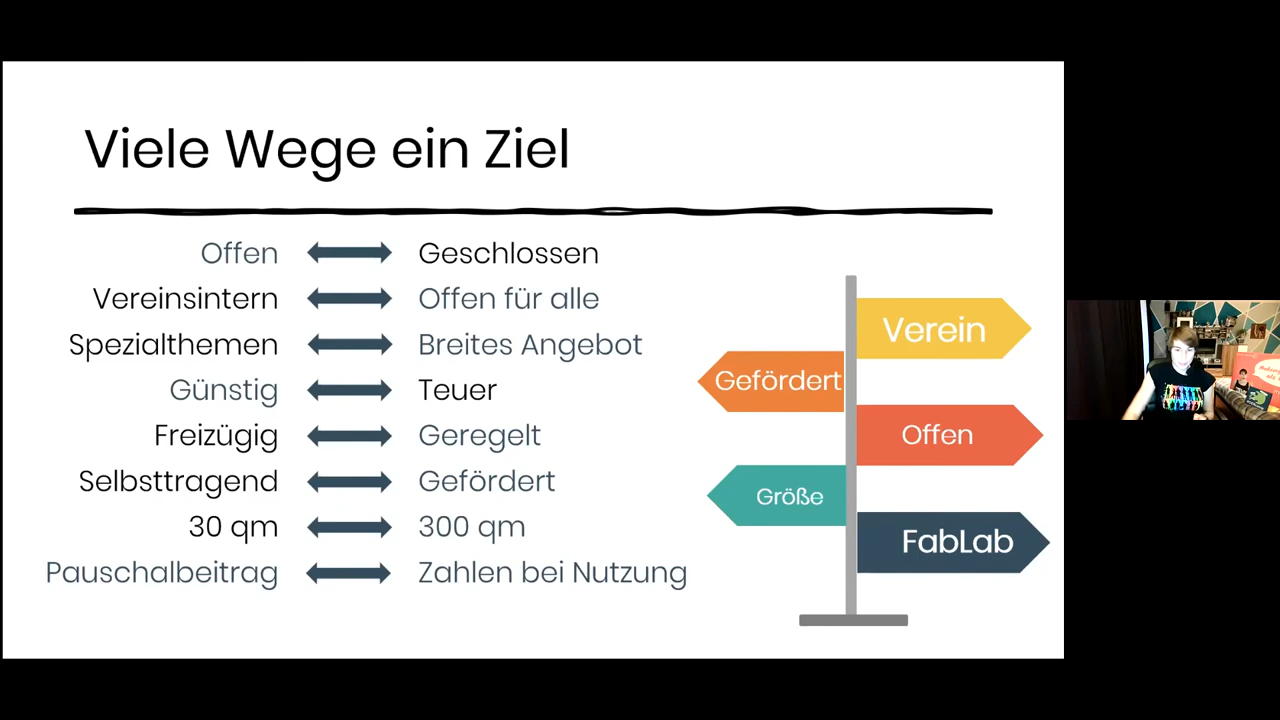 Viele Wege ein Ziel
Offen Geschlossen
Vereinsintern Offen für alle
Spezialthemen Breites Angebot
Günstig Teuer
Freizügig Geregelt
Selbsttragend Gefördert
30 qm 300 qm
Pauschalbeitrag Zahlen bei Nutzung
Verein
Gefördert
Offen
Größe
FabLab